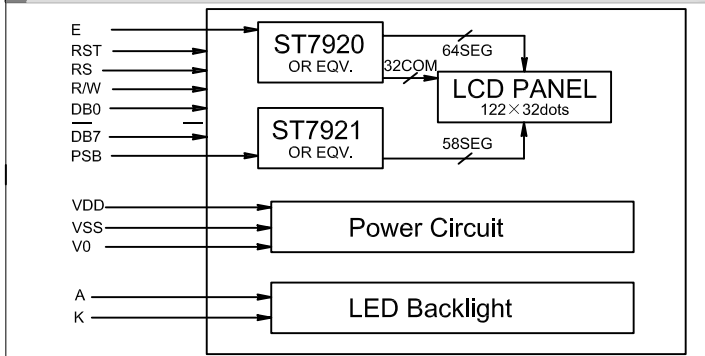 E
RST
RS
R/W
DB0
DB7
PSB
ST7920
OR EQV.
64SEG
32COM
LCD PANEL
122×32dots
ST7921
OR EQV.
58SEG
VDD
VSS
V0
Power Circuit
A
K
LED Backlight